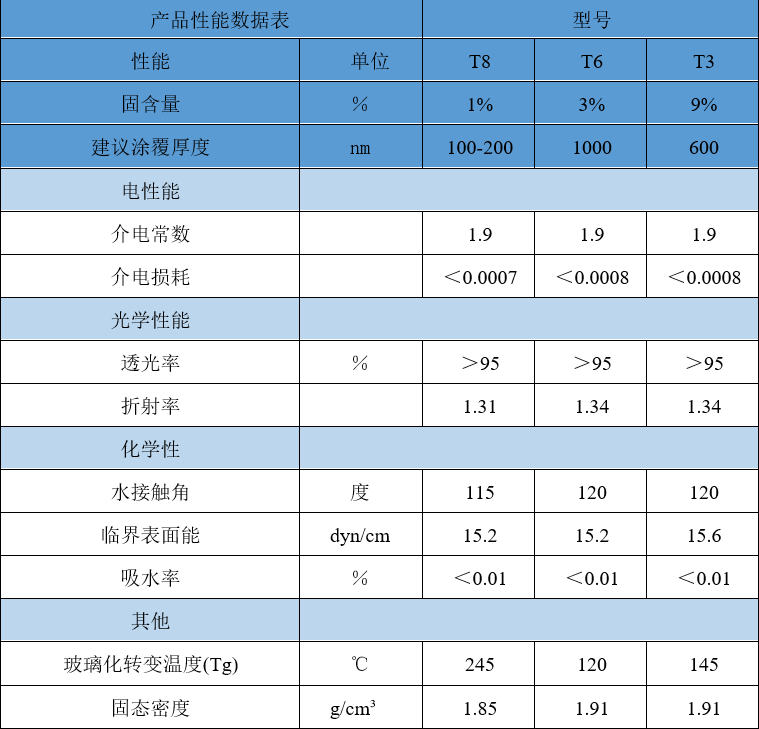 产品性能数据表 型号
性能 单位 T8 T6 T3
固含量 % 1% 3% 9%
建议涂覆厚度 nm 100-200 1000 600
电性能
介电常数 1.9 1.9 1.9
介电损耗 ＜0.0007 ＜0.0008 ＜0.0008
光学性能
透光率 % ＞95 ＞95 ＞95
折射率 1.31 1.34 1.34
化学性
水接触角 度 115 120 120
临界表面能 dyn/cm 15.2 15.2 15.6
吸水率 % ＜0.01 ＜0.01 ＜0.01
其他
玻璃化转变温度(Tg) ℃ 245 120 145
固态密度 g/cm³ 1.85 1.91 1.91